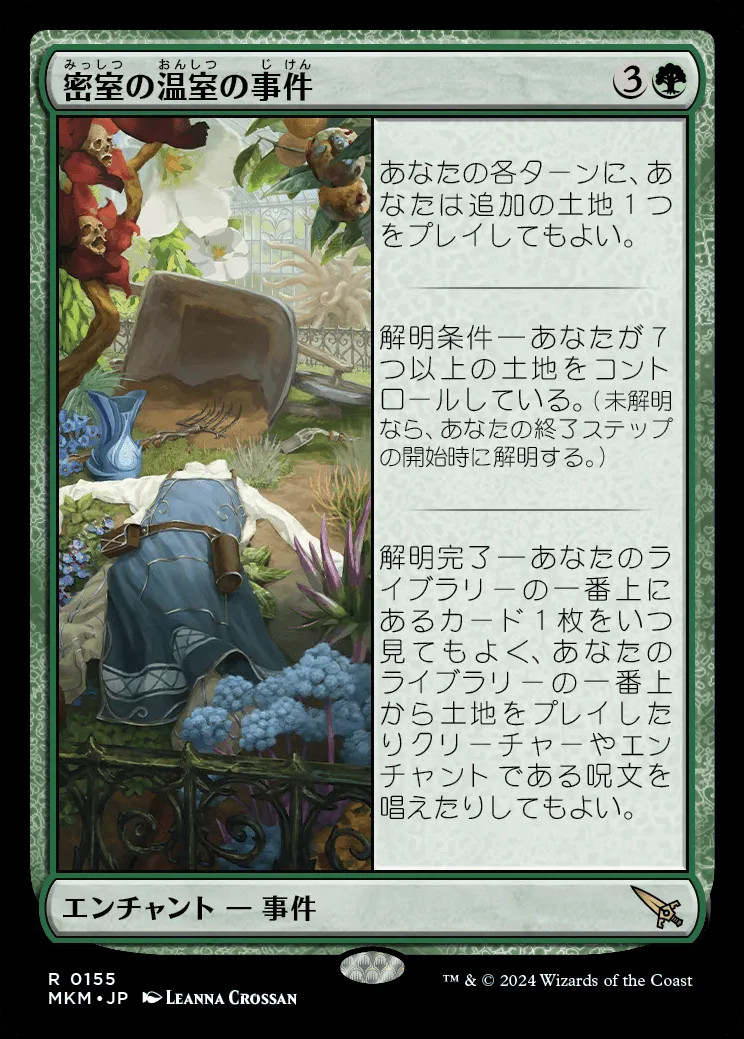 みっしつ おんしつ じけん
密室の温室の事件
3
あなたの各ターンに、あ
なたは追加の土地１つ
をプレイしてもよい。
解明条件 ― あなたが７
つ以上の土地をコント
ロールしている。（未解明
なら、あなたの終了ステップ
の開始時に解明する。）
解明完了 ― あなたのラ
イブラリーの一番上に
あるカード１枚をいつ
見てもよく、あなたの
ライブラリーの一番上
から土地をプレイした
りクリーチャーやエン
チャントである呪文を
唱えたりしてもよい。
エンチャント ― 事件
R 0155
MKM • JP LEANNA CROSSAN
™ & © 2024 Wizards of the Coast